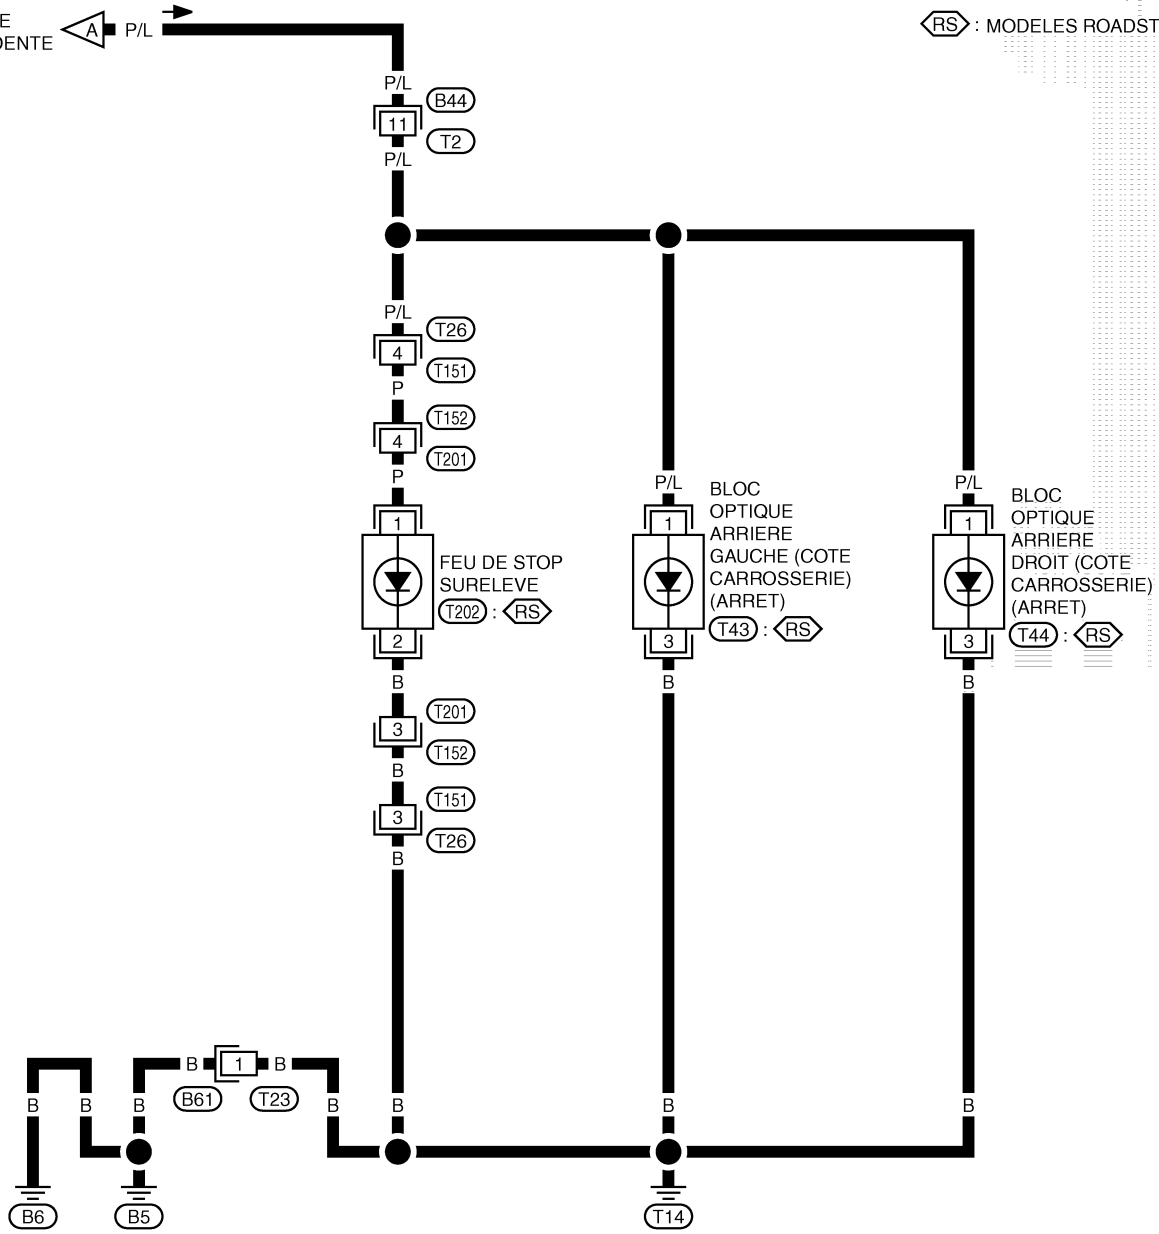 E
DENTE
A
P/L
RS : MODELES ROADST
P/L
B44
11
T2
P/L
P/L
T26
4
T151
P
T152
4
T201
P
1
FEU DE STOP
SURELEVE
T202 : RS
2
B
T201
3
T152
B
T151
3
T26
B
P/L
1
BLOC
OPTIQUE
ARRIERE
GAUCHE (COTE
CARROSSERIE)
(ARRET)
T43 : RS
3
B
P/L
1
BLOC
OPTIQUE
ARRIERE
DROIT (COTE
CARROSSERIE)
(ARRET)
T44 : RS
3
B
B 1 B
B61 T23
B B B B B B B
B6 B5 T14